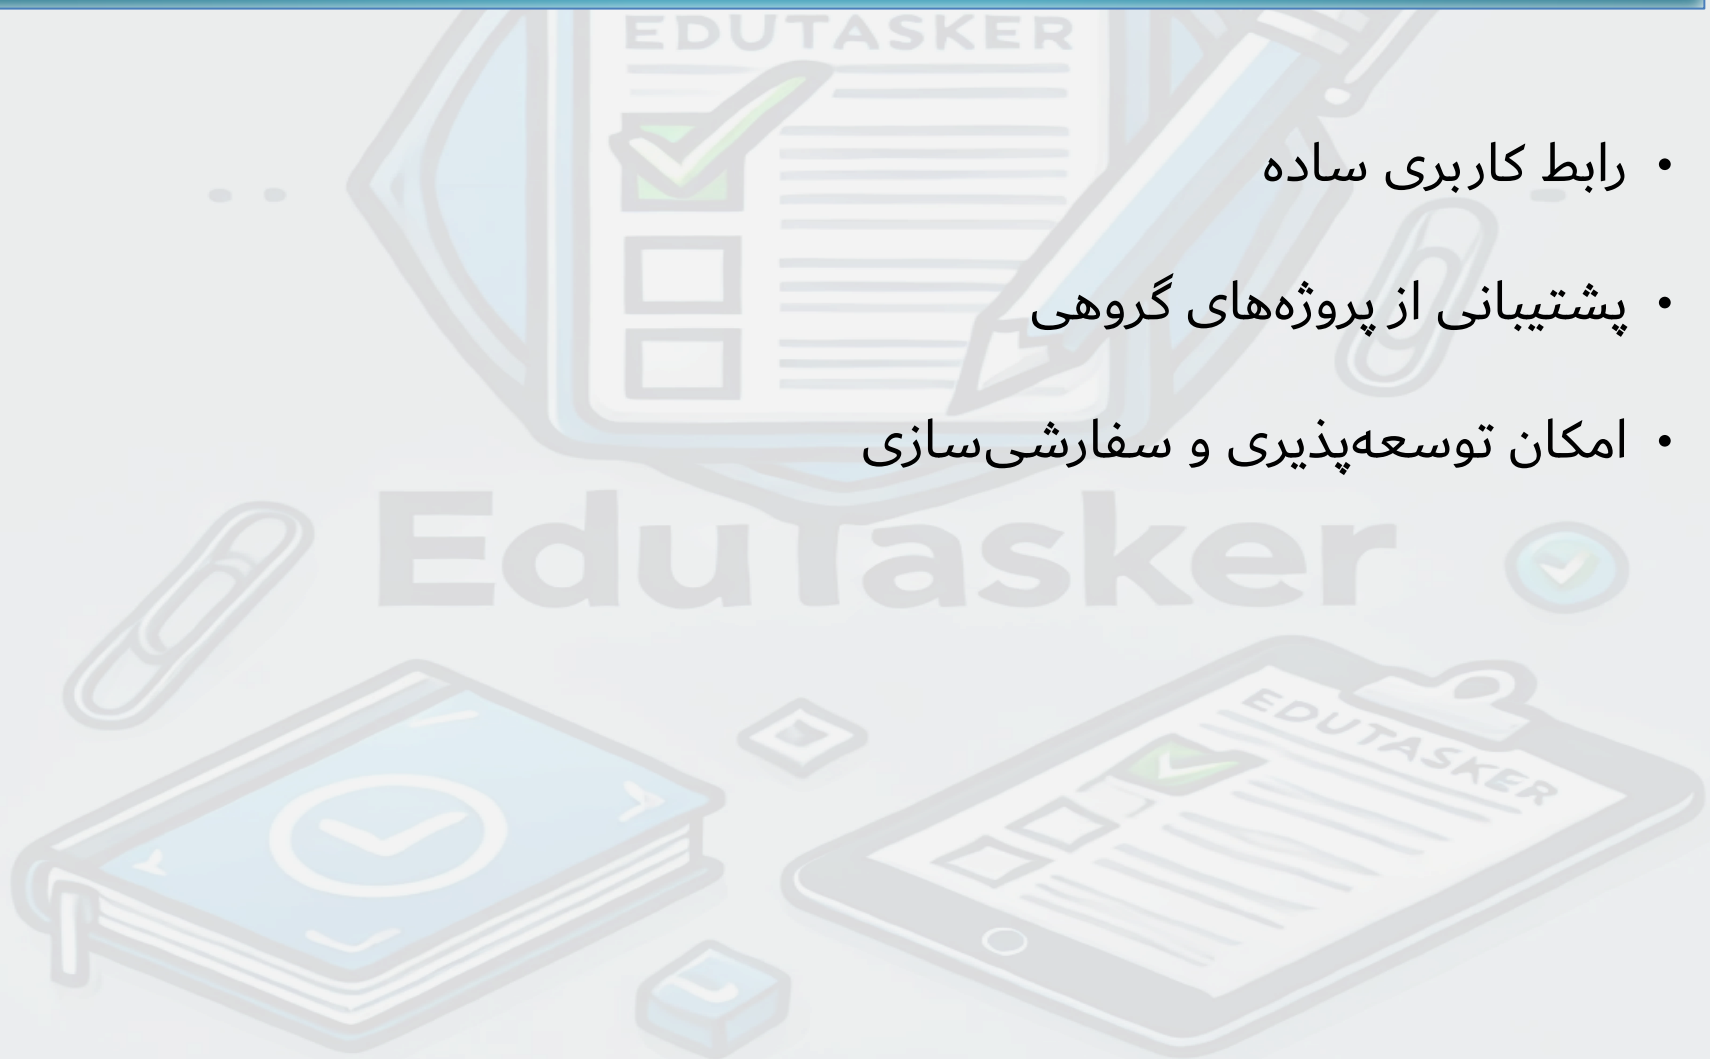 EDUTASKER
• رابط کاربری ساده
• پشتیبانی از پروژه‌های گروهی
• امکان توسعه‌پذیری و سفارشی‌سازی
EduTasker
EDUTASKER